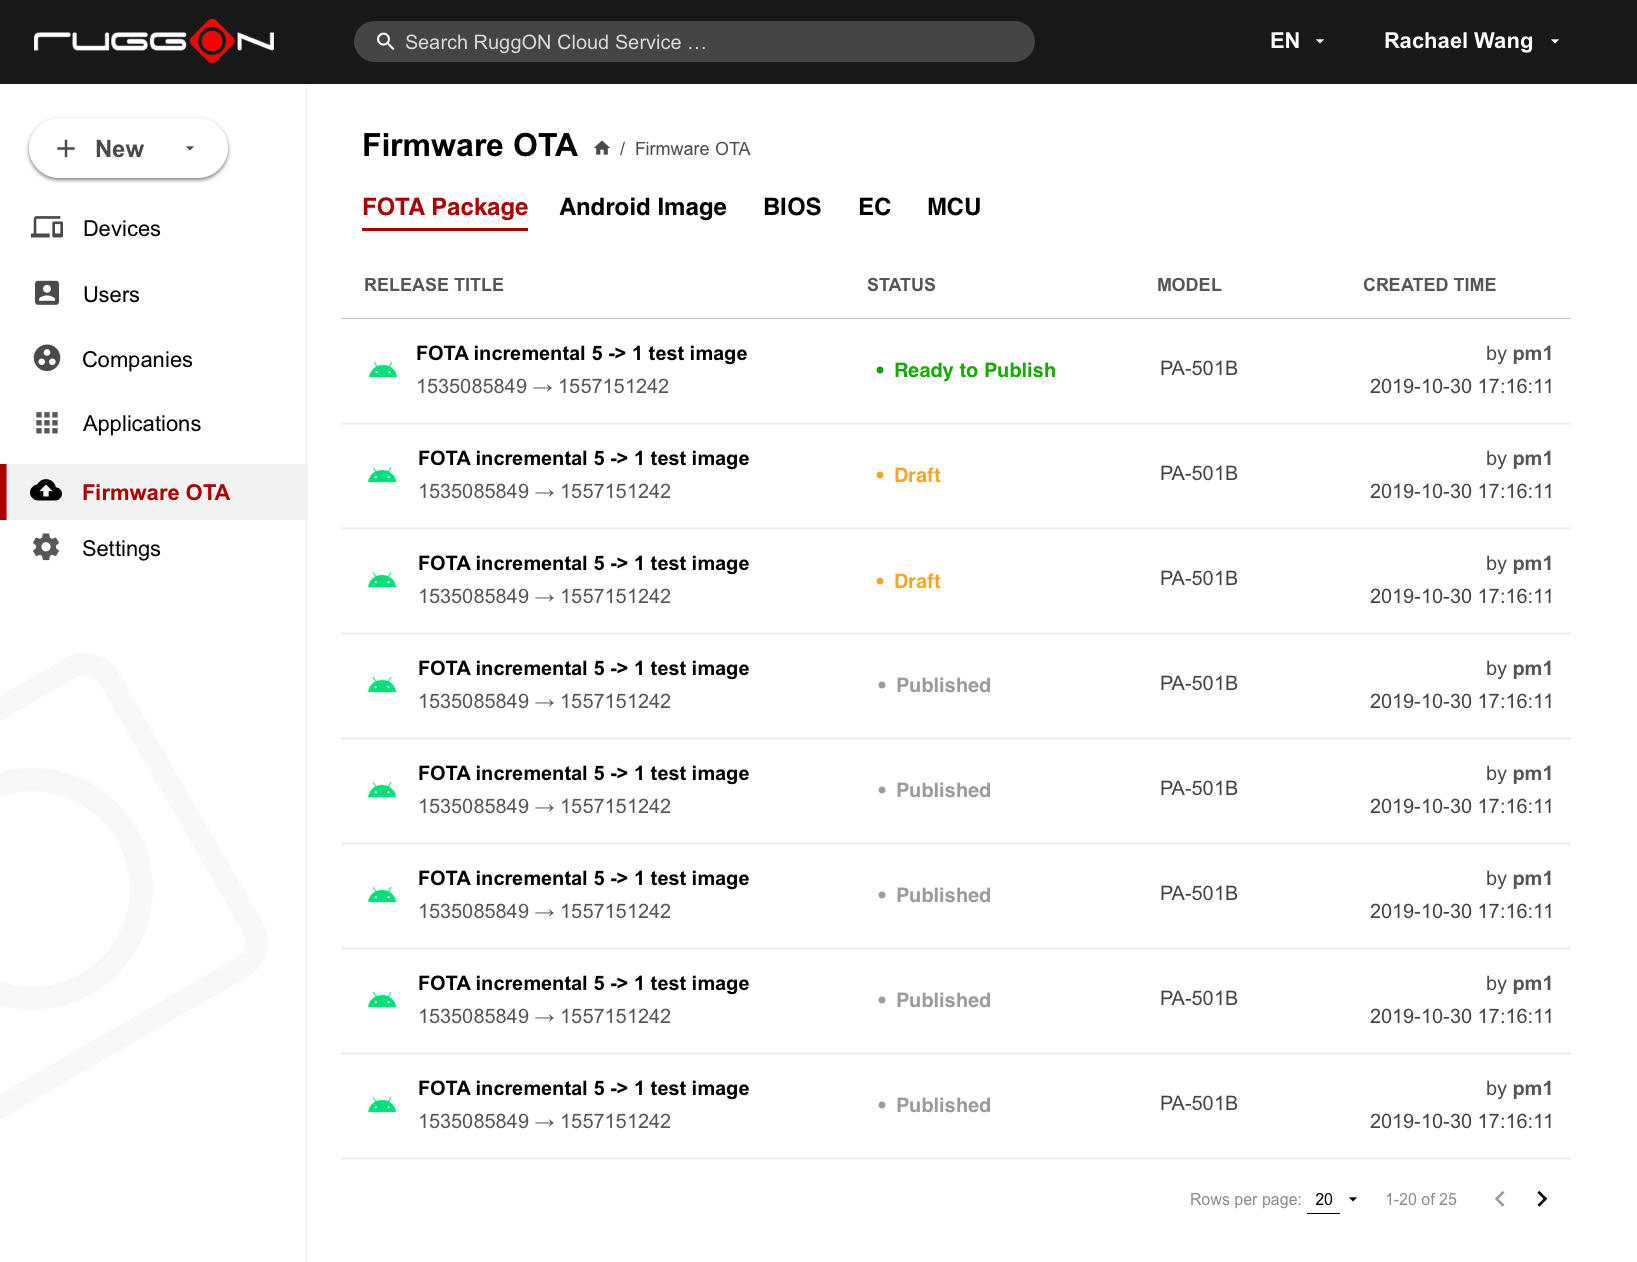 RUGGON
Search RuggON Cloud Service ...
EN
Rachael Wang
New
Devices
Users
Companies
Applications
Firmware OTA
Settings
Firmware OTA / Firmware OTA
FOTA Package Android Image BIOS EC MCU
RELEASE TITLE STATUS MODEL CREATED TIME
FOTA incremental 5 -> 1 test image
1535085849 → 1557151242
• Ready to Publish
PA-501B
by pm1
2019-10-30 17:16:11
FOTA incremental 5 -> 1 test image
1535085849 → 1557151242
• Draft
PA-501B
by pm1
2019-10-30 17:16:11
FOTA incremental 5 -> 1 test image
1535085849 → 1557151242
• Draft
PA-501B
by pm1
2019-10-30 17:16:11
FOTA incremental 5 -> 1 test image
1535085849 → 1557151242
• Published
PA-501B
by pm1
2019-10-30 17:16:11
FOTA incremental 5 -> 1 test image
1535085849 → 1557151242
• Published
PA-501B
by pm1
2019-10-30 17:16:11
FOTA incremental 5 -> 1 test image
1535085849 → 1557151242
• Published
PA-501B
by pm1
2019-10-30 17:16:11
FOTA incremental 5 -> 1 test image
1535085849 → 1557151242
• Published
PA-501B
by pm1
2019-10-30 17:16:11
FOTA incremental 5 -> 1 test image
1535085849 → 1557151242
• Published
PA-501B
by pm1
2019-10-30 17:16:11
Rows per page: 20 1-20 of 25